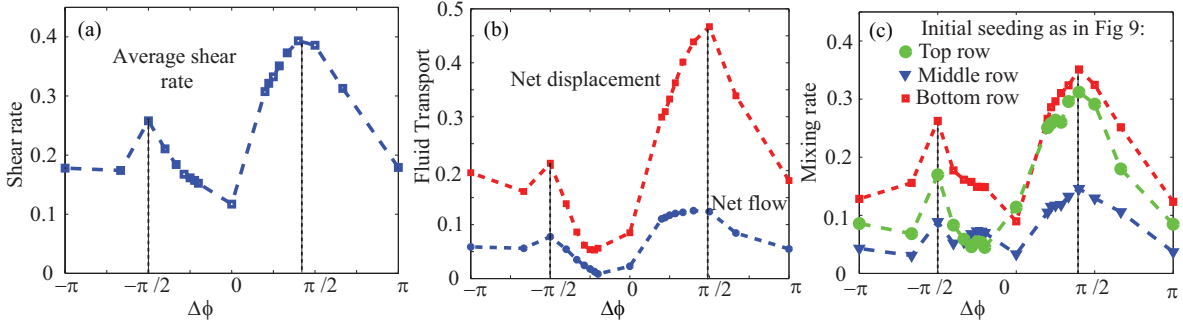 (a)
Average shear
rate
Shear rate
0.4
0.3
0.2
0.1
0
−π
−π /2
0
π /2
π
Δϕ
(b)
Net displacement
Net flow
Fluid Transport
0.5
0.4
0.3
0.2
0.1
0
−π
−π /2
0
π /2
π
Δϕ
(c)
Initial seeding as in Fig 9:
Top row
Middle row
Bottom row
Mixing rate
0.4
0.3
0.2
0.1
0
−π
−π /2
0
π /2
π
Δϕ